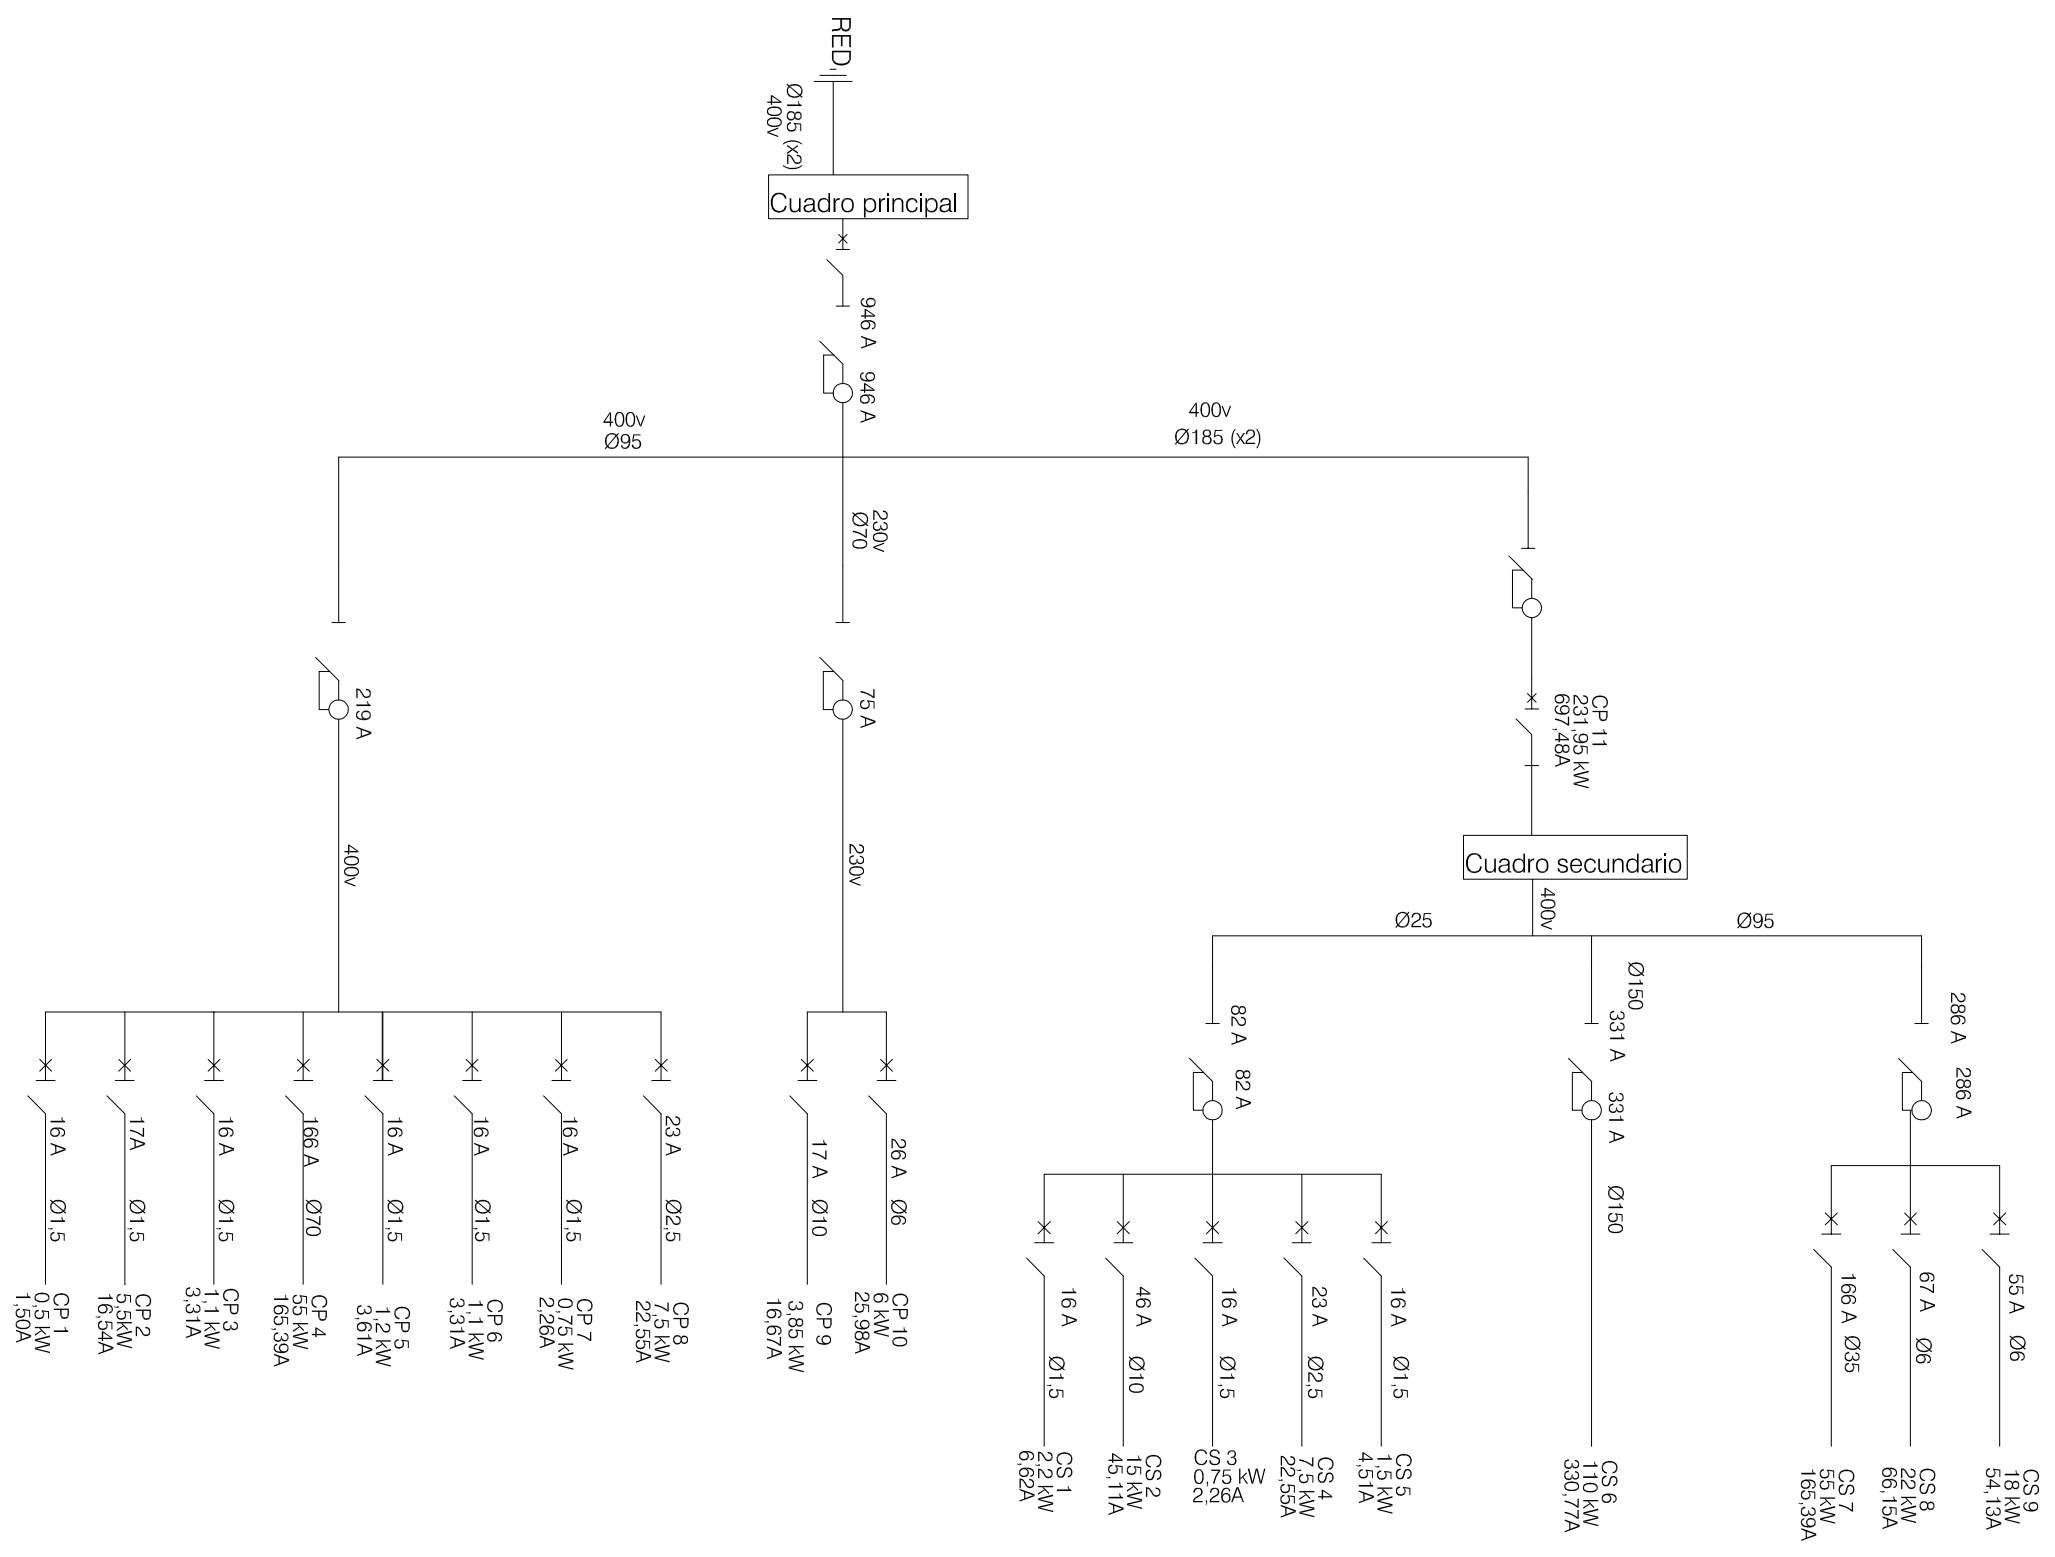 RED
Ø185 (x2)
400v
Cuadro principal
946 A
946 A
400v
Ø95
400v
Ø185 (x2)
230v
Ø70
219 A
75 A
CP 11
231,95 kW
697,48A
400v
230v
Cuadro secundario
400v
Ø25
Ø95
Ø150
82 A
82 A
331 A
331 A
286 A
286 A
16 A
Ø1,5
CP 1
0,5 kW
1,50A
17A
Ø1,5
CP 2
5,5kW
16,54A
16 A
Ø1,5
CP 3
1,1 kW
3,31A
166 A
Ø70
CP 4
55 kW
165,39A
16 A
Ø1,5
CP 5
1,2 kW
3,61A
16 A
Ø1,5
CP 6
1,1 kW
3,31A
16 A
Ø1,5
CP 7
0,75 kW
2,26A
23 A
Ø2,5
CP 8
7,5 kW
22,55A
17 A
Ø10
CP 9
3,85 kW
16,67A
26 A
Ø6
CP 10
6 kW
25,98A
16 A
Ø1,5
CS 1
2,2 kW
6,62A
46 A
Ø10
CS 2
15 kW
45,11A
16 A
Ø1,5
CS 3
0,75 kW
2,26A
23 A
Ø2,5
CS 4
7,5 kW
22,55A
16 A
Ø1,5
CS 5
1,5 kW
4,51A
Ø150
CS 6
110 kW
330,77A
166 A
Ø35
CS 7
55 kW
165,39A
67 A
Ø6
CS 8
22 kW
66,15A
55 A
Ø6
CS 9
18 kW
54,13A